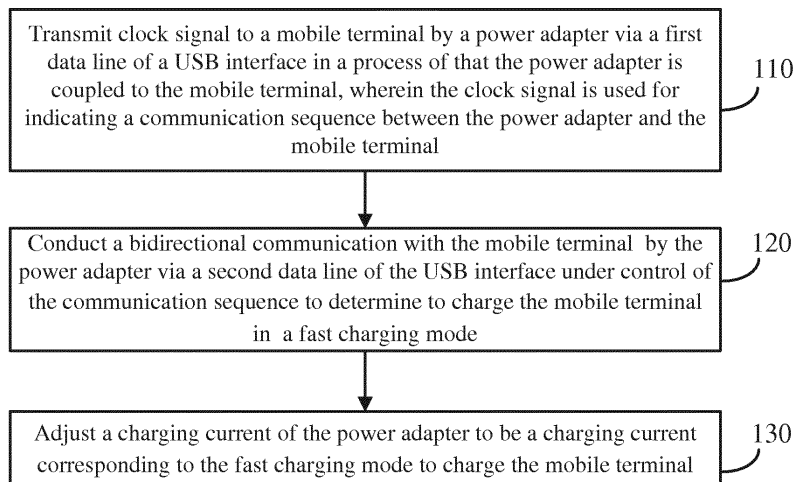 Transmit clock signal to a mobile terminal by a power adapter via a first
data line of a USB interface in a process of that the power adapter is
coupled to the mobile terminal, wherein the clock signal is used for
indicating a communication sequence between the power adapter and the
mobile terminal
110
Conduct a bidirectional communication with the mobile terminal by the
power adapter via a second data line of the USB interface under control of
the communication sequence to determine to charge the mobile terminal
in a fast charging mode
120
Adjust a charging current of the power adapter to be a charging current
corresponding to the fast charging mode to charge the mobile terminal
130